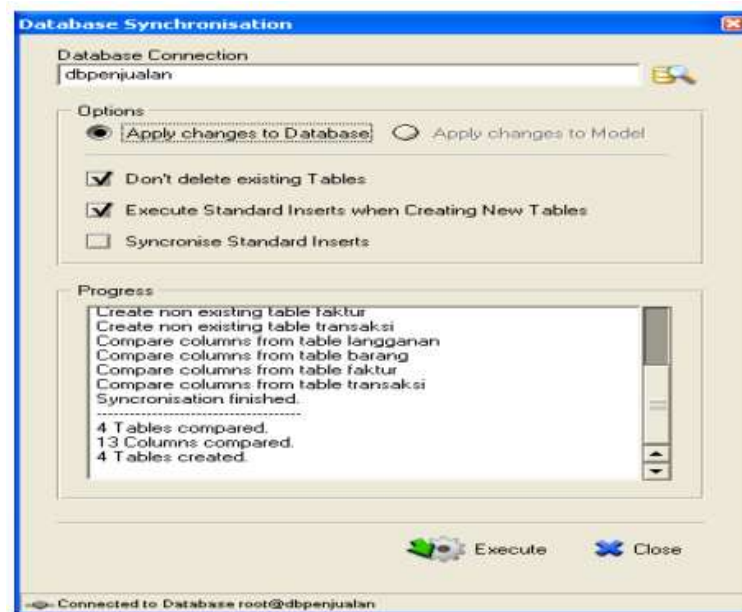 Database Synchronisation
Database Connection
dbpenjualan
Options
Apply changes to Database
Apply changes to Model
Don't delete existing Tables
Execute Standard Inserts when Creating New Tables
Syncronise Standard Inserts
Progress
Create non existing table faktur
Create non existing table transaksi
Compare columns from table langganan
Compare columns from table barang
Compare columns from table faktur
Compare columns from table transaksi
Syncronisation finished.
--------------------------------
4 Tables compared.
13 Columns compared.
4 Tables created.
Execute
Close
Connected to Database root@dbpenjualan